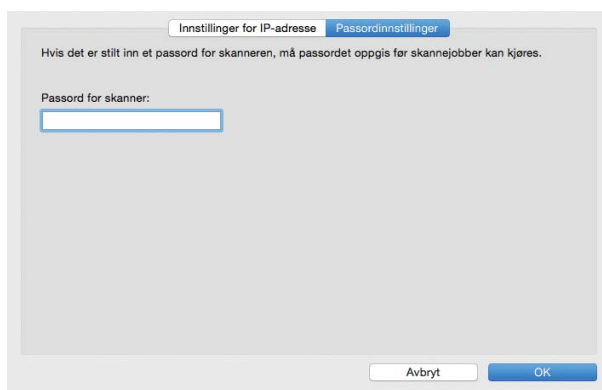 Innstillinger for IP-adresse Passordinnstillinger
Hvis det er stilt inn et passord for skanneren, må passordet oppgis før skannejobber kan kjøres.
Passord for skanner:
Avbryt OK